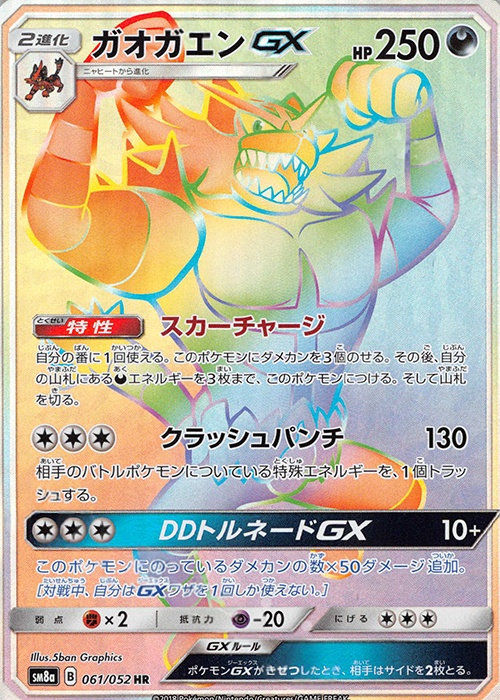 2進化 ガオガエンGX HP250
ニャヒートから進化
特性 スカーチャージ
自分の番に1回使える。このポケモンにダメカンを3個のせる。その後、自分
の山札にあるエネルギーを3枚まで、このポケモンにつける。そして山札
を切る。
クラッシュパンチ 130
相手のバトルポケモンについている特殊エネルギーを、1個トラッ
シュする。
DDトルネードGX 10+
このポケモンにのっているダメカンの数×50ダメージ追加。
[対戦中、自分はGXワザを1回しか使えない。]
弱点 ×2 抵抗力 -20 にげる
GXルール
Illus.5ban Graphics
ポケモンGXがきぜつしたとき、相手はサイドを2枚とる。
SM8a B 061/052 HR
©2018 Pokémon/Nintendo/Creatures/GAME FREAK.